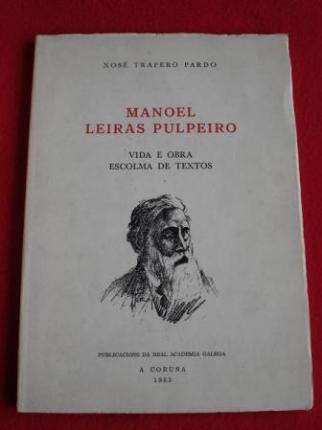 XOSÉ TRAPERO PARDO
MANOEL
LEIRAS PULPEIRO
VIDA E OBRA
ESCOLMA DE TEXTOS
PUBLICACIONS DA REAL ACADEMIA GALEGA
A CORUÑA
1983